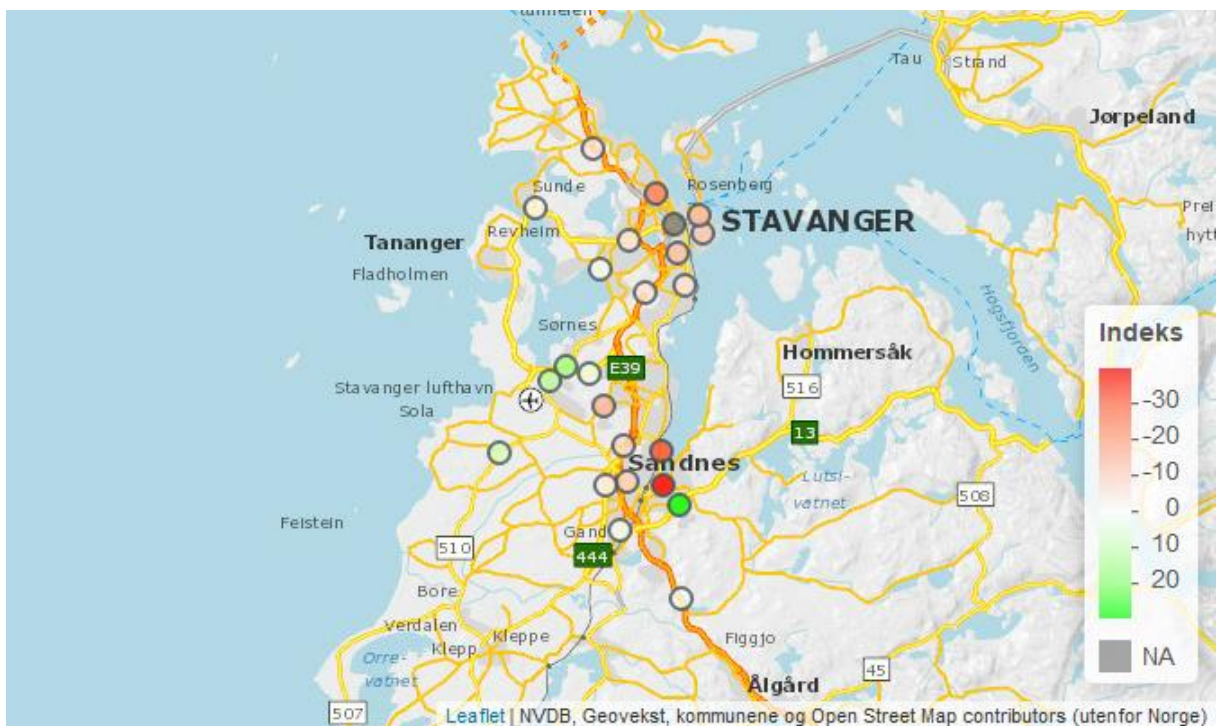 Tau
Strand
Jørpeland
Rosenberg
Sunde
STAVANGER
Revheim
Tananger
Fladholmen
Høgsfjorden
Sørnes
Indeks
Hommersåk
E39
516
Stavanger lufthavn
Sola
-30
-20
-10
0
10
20
NA
13
Sandnes
Lutsi-
vatnet
508
Feistein
Gand
510
444
Bore
Verdalen
Kleppe
Klepp
Figgjo
Orre-
vatnet
45
Ålgård
507
Leaflet | NVDB, Geovekst, kommunene og Open Street Map contributors (utenfor Norge)